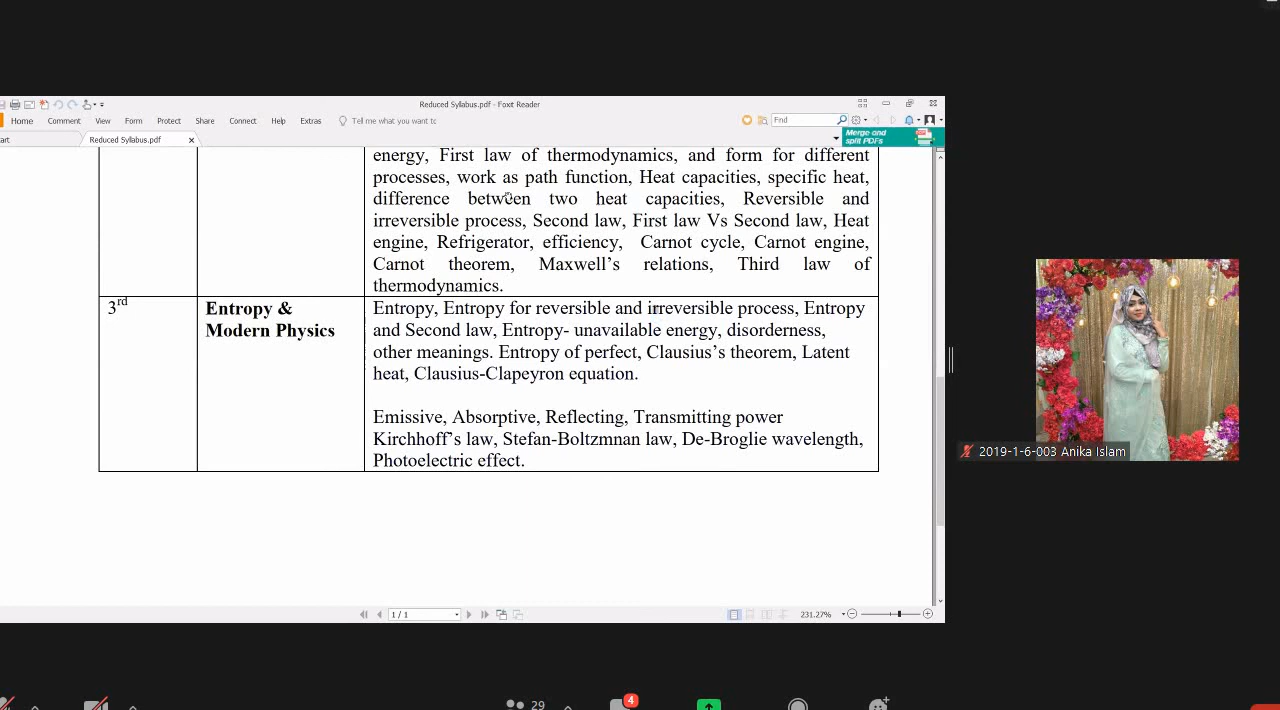 Reduced Syllabus.pdf - Foxit Reader
Home Comment View Form Protect Share Connect Help Extras Tell me what you want to Find
art Reduced Syllabus.pdf
Merge and
split PDFs
energy, First law of thermodynamics, and form for different
processes, work as path function, Heat capacities, specific heat,
difference between two heat capacities, Reversible and
irreversible process, Second law, First law Vs Second law, Heat
engine, Refrigerator, efficiency, Carnot cycle, Carnot engine,
Carnot theorem, Maxwell's relations, Third law of
thermodynamics.
3rd
Entropy &
Modern Physics
Entropy, Entropy for reversible and irreversible process, Entropy
and Second law, Entropy- unavailable energy, disorderness,
other meanings. Entropy of perfect, Clausius's theorem, Latent
heat, Clausius-Clapeyron equation.
Emissive, Absorptive, Reflecting, Transmitting power
Kirchhoff's law, Stefan-Boltzmnan law, De-Broglie wavelength,
Photoelectric effect.
2019-1-6-003 Anika Islam
1 / 1
231.27%
29
4